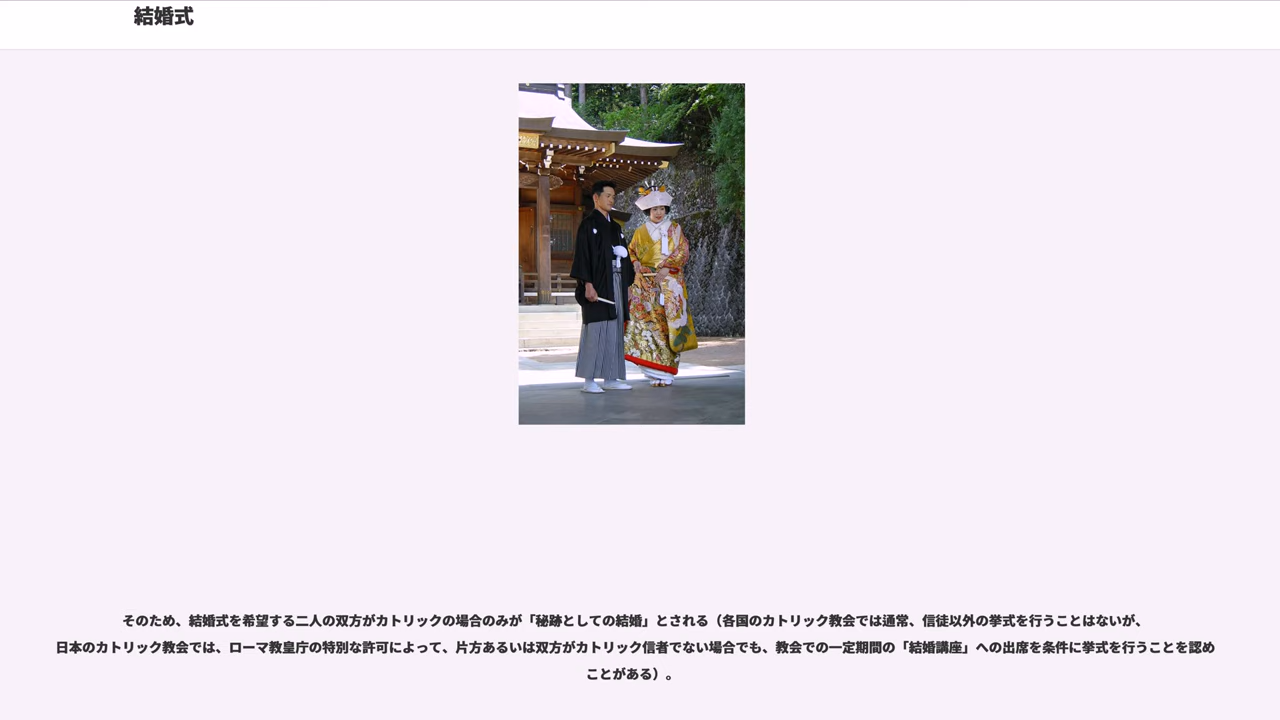 結婚式
そのため、結婚式を希望する二人の双方がカトリックの場合のみが「秘跡としての結婚」とされる（各国のカトリック教会では通常、信徒以外の挙式を行うことはないが、
日本のカトリック教会では、ローマ教皇庁の特別な許可によって、片方あるいは双方がカトリック信者でない場合でも、教会での一定期間の「結婚講座」への出席を条件に挙式を行うことを認め
ことがある）。